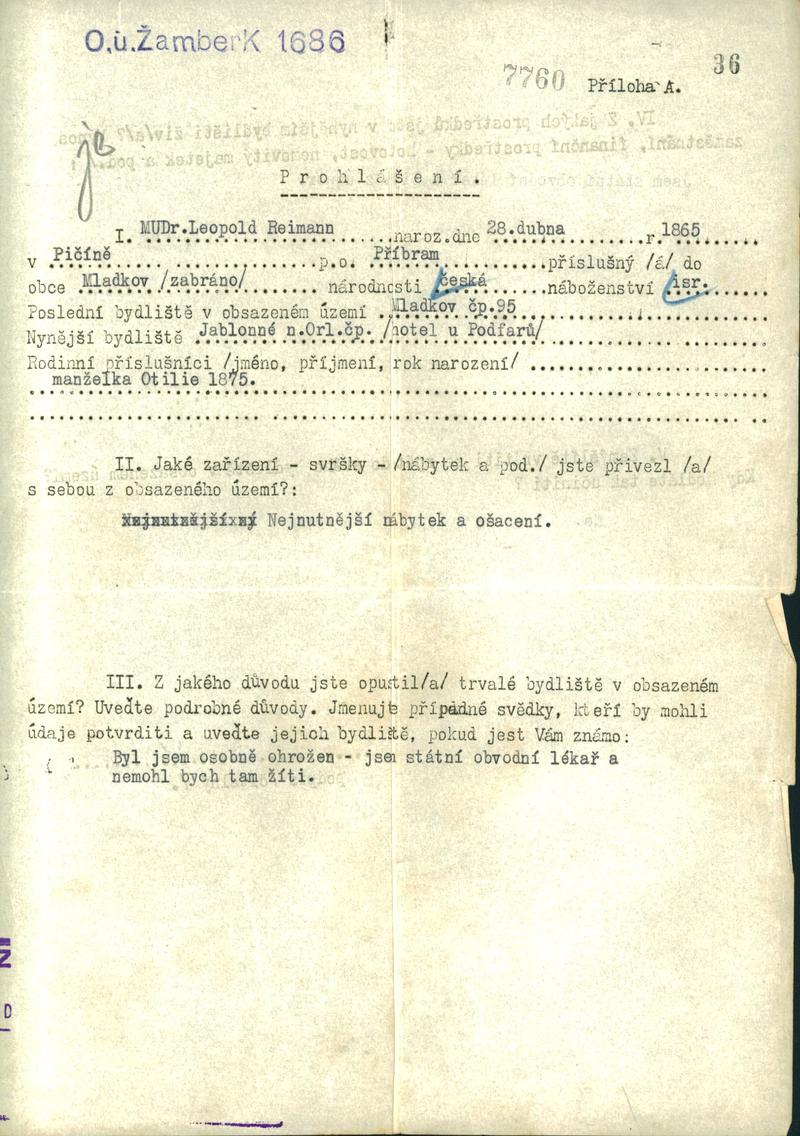 O.ú.Žamberk 1686
7760
36
Příloha A.
Prohlášení.
I. MUDr.Leopold Reimann naroz.dne 28.dubna r.1865
v Pičíně p.o. Příbram příslušný /á/ do
obce Mladkov /zabráno/ národnosti česká náboženství isr.
Poslední bydliště v obsazeném území Mladkov čp.95
Nynější bydliště Jablonné n.Orl.čp. /hotel u Podfarů/
Rodinní příslušníci /jméno, příjmení, rok narození/
manželka Otilie 1875.
II. Jaké zařízení - svršky - /nábytek a pod./ jste přivezl /a/
s sebou z obsazeného území?:
Nejnutnější nábytek a ošacení.
III. Z jakého důvodu jste opustil/a/ trvalé bydliště v obsazeném
území? Uveďte podrobné důvody. Jmenujte případné svědky, kteří by mohli
údaje potvrditi a uveďte jejich bydliště, pokud jest Vám známo:
Byl jsem osobně ohrožen - jsem státní obvodní lékař a
nemohl bych tam žíti.